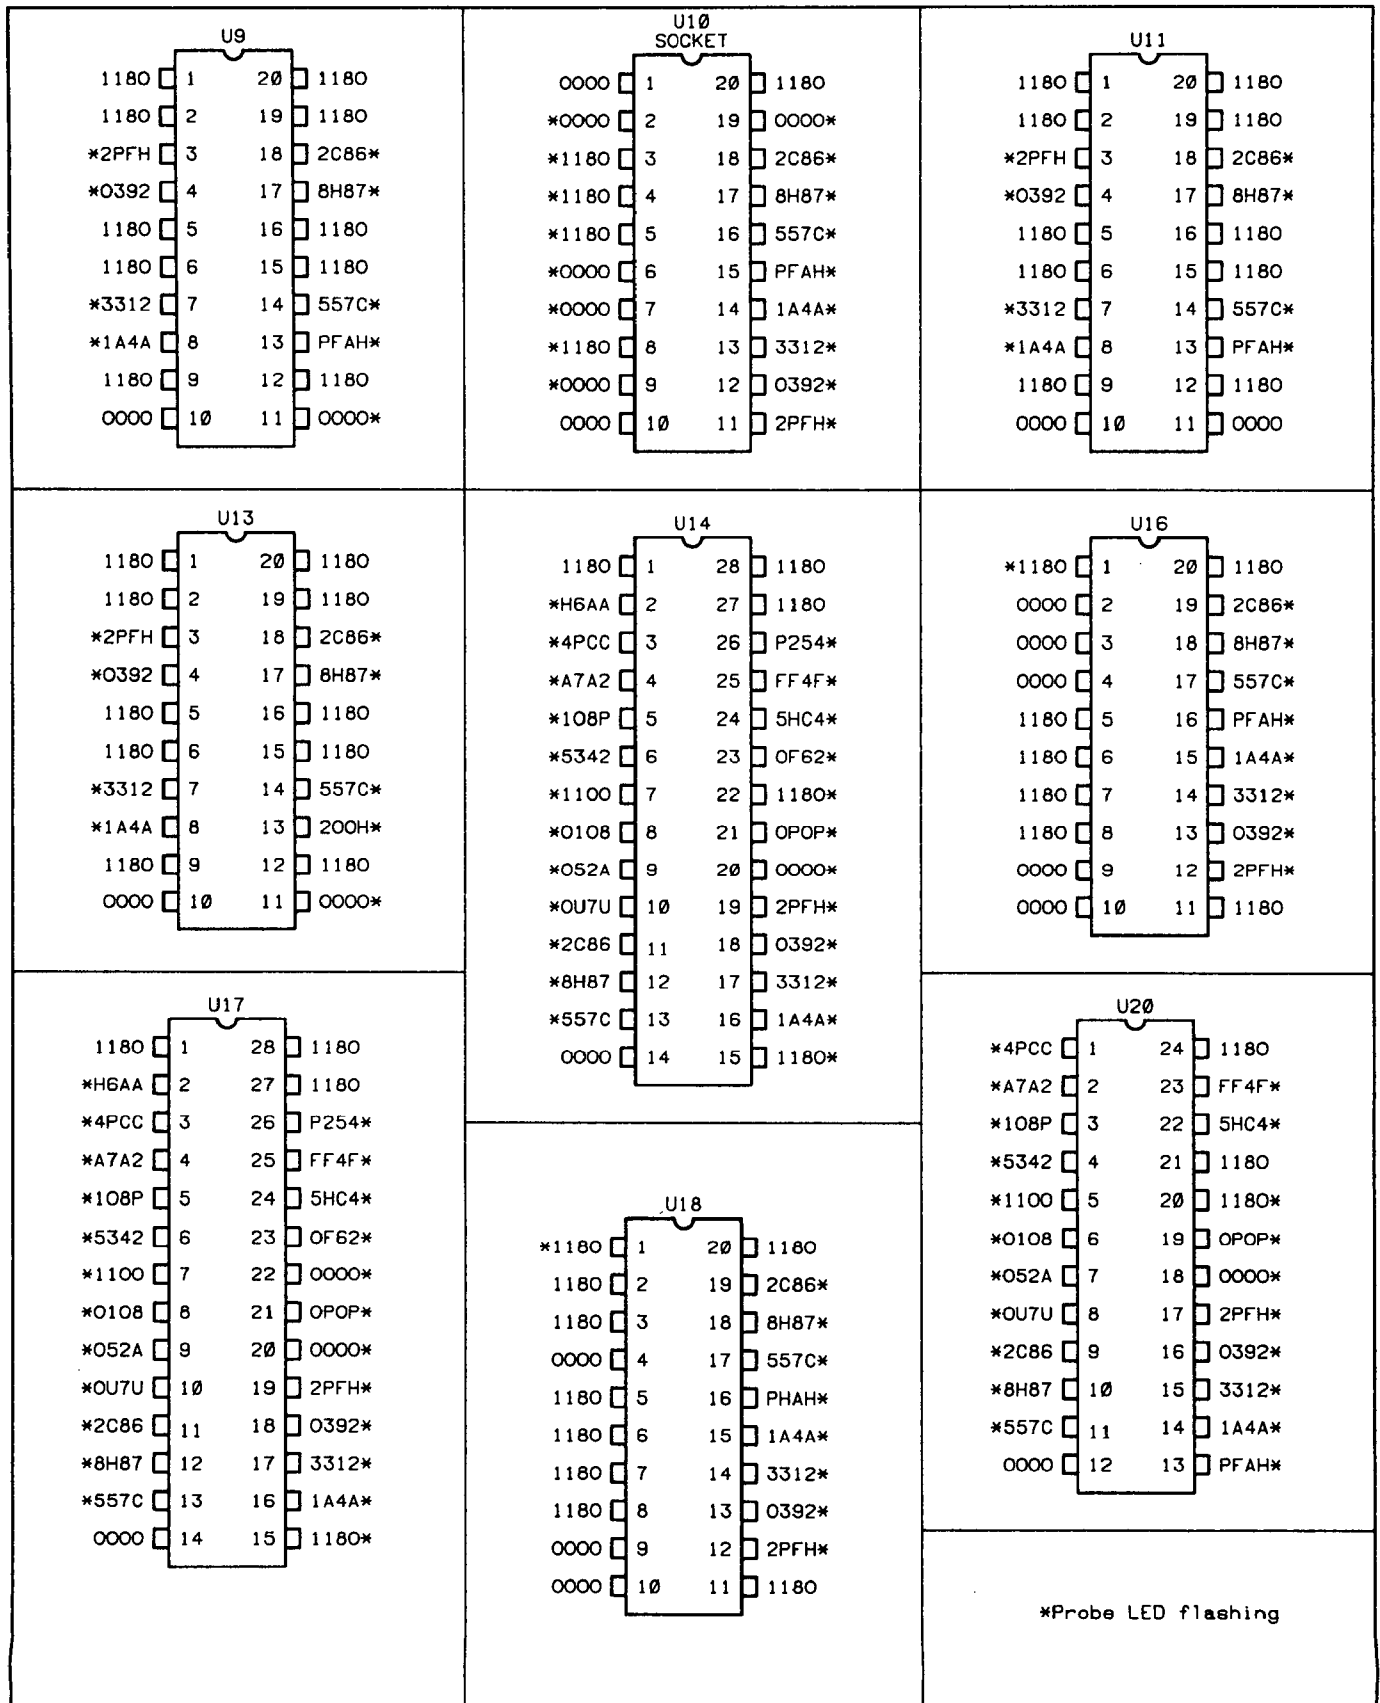 U9
1180 1 20 1180
1180 2 19 1180
*2PFH 3 18 2C86*
*0392 4 17 8H87*
1180 5 16 1180
1180 6 15 1180
*3312 7 14 557C*
*1A4A 8 13 PFAH*
1180 9 12 1180
0000 10 11 0000*
U10
SOCKET
0000 1 20 1180
*0000 2 19 0000*
*1180 3 18 2C86*
*1180 4 17 8H87*
*1180 5 16 557C*
*0000 6 15 PFAH*
*0000 7 14 1A4A*
*1180 8 13 3312*
*0000 9 12 0392*
0000 10 11 2PFH*
U11
1180 1 20 1180
1180 2 19 1180
*2PFH 3 18 2C86*
*0392 4 17 8H87*
1180 5 16 1180
1180 6 15 1180
*3312 7 14 557C*
*1A4A 8 13 PFAH*
1180 9 12 1180
0000 10 11 0000
U13
1180 1 20 1180
1180 2 19 1180
*2PFH 3 18 2C86*
*0392 4 17 8H87*
1180 5 16 1180
1180 6 15 1180
*3312 7 14 557C*
*1A4A 8 13 200H*
1180 9 12 1180
0000 10 11 0000*
U14
1180 1 28 1180
*H6AA 2 27 1180
*4PCC 3 26 P254*
*A7A2 4 25 FF4F*
*108P 5 24 5HC4*
*5342 6 23 0F62*
*1100 7 22 1180*
*0108 8 21 0P0P*
*052A 9 20 0000*
*0U7U 10 19 2PFH*
*2C86 11 18 0392*
*8H87 12 17 3312*
*557C 13 16 1A4A*
0000 14 15 1180*
U16
*1180 1 20 1180
0000 2 19 2C86*
0000 3 18 8H87*
0000 4 17 557C*
1180 5 16 PFAH*
1180 6 15 1A4A*
1180 7 14 3312*
1180 8 13 0392*
0000 9 12 2PFH*
0000 10 11 1180
U17
1180 1 28 1180
*H6AA 2 27 1180
*4PCC 3 26 P254*
*A7A2 4 25 FF4F*
*108P 5 24 5HC4*
*5342 6 23 0F62*
*1100 7 22 0000*
*0108 8 21 0P0P*
*052A 9 20 0000*
*0U7U 10 19 2PFH*
*2C86 11 18 0392*
*8H87 12 17 3312*
*557C 13 16 1A4A*
0000 14 15 1180*
U18
*1180 1 20 1180
1180 2 19 2C86*
1180 3 18 8H87*
0000 4 17 557C*
1180 5 16 PHAH*
1180 6 15 1A4A*
1180 7 14 3312*
1180 8 13 0392*
0000 9 12 2PFH*
0000 10 11 1180
U20
*4PCC 1 24 1180
*A7A2 2 23 FF4F*
*108P 3 22 5HC4*
*5342 4 21 1180
*1100 5 20 1180*
*0108 6 19 0P0P*
*052A 7 18 0000*
*0U7U 8 17 2PFH*
*2C86 9 16 0392*
*8H87 10 15 3312*
*557C 11 14 1A4A*
0000 12 13 PFAH*
*Probe LED flashing